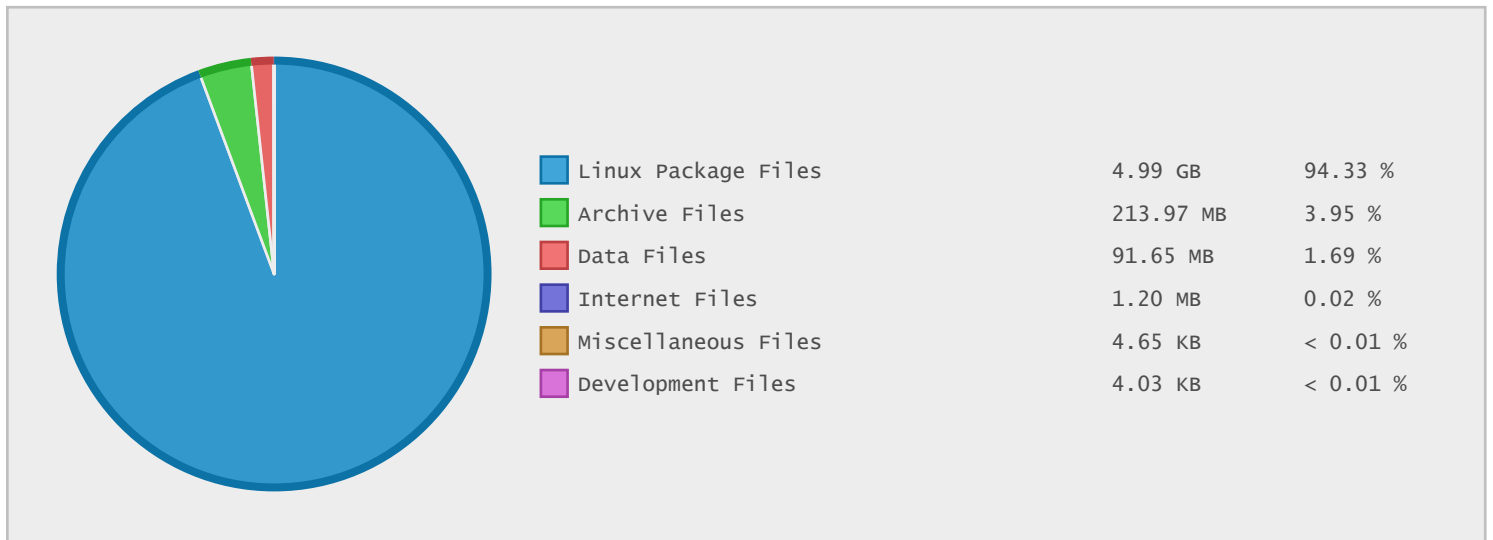 Linux Package Files 4.99 GB 94.33 %
Archive Files 213.97 MB 3.95 %
Data Files 91.65 MB 1.69 %
Internet Files 1.20 MB 0.02 %
Miscellaneous Files 4.65 KB < 0.01 %
Development Files 4.03 KB < 0.01 %